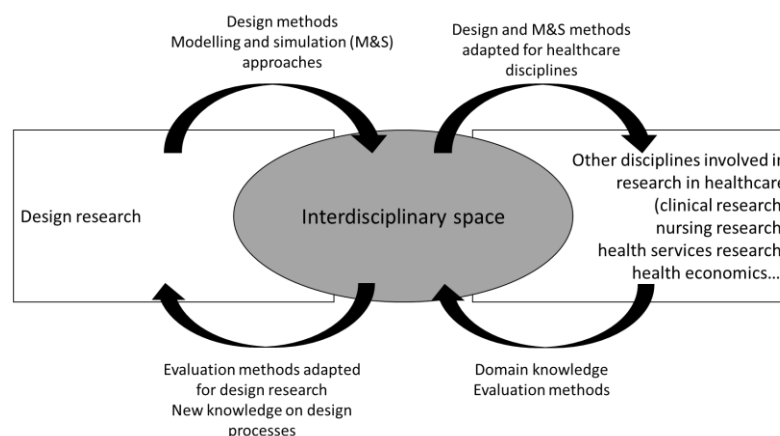 Design methods
Modelling and simulation (M&S)
approaches
Design and M&S methods
adapted for healthcare
disciplines
Design research
Interdisciplinary space
Other disciplines involved in
research in healthcare
(clinical research
nursing research
health services research
health economics...
Evaluation methods adapted
for design research
New knowledge on design
processes
Domain knowledge
Evaluation methods